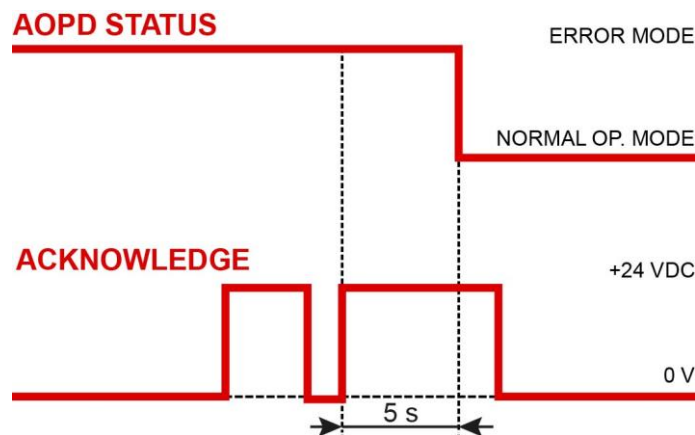 AOPD STATUS
ERROR MODE
NORMAL OP. MODE
ACKNOWLEDGE
+24 VDC
0 V
5 s